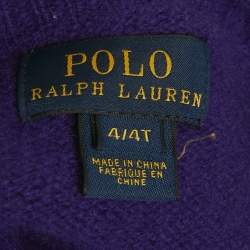 POLO
RALPH LAUREN
4/4T
MADE IN CHINA
FABRIQUE EN
CHINE